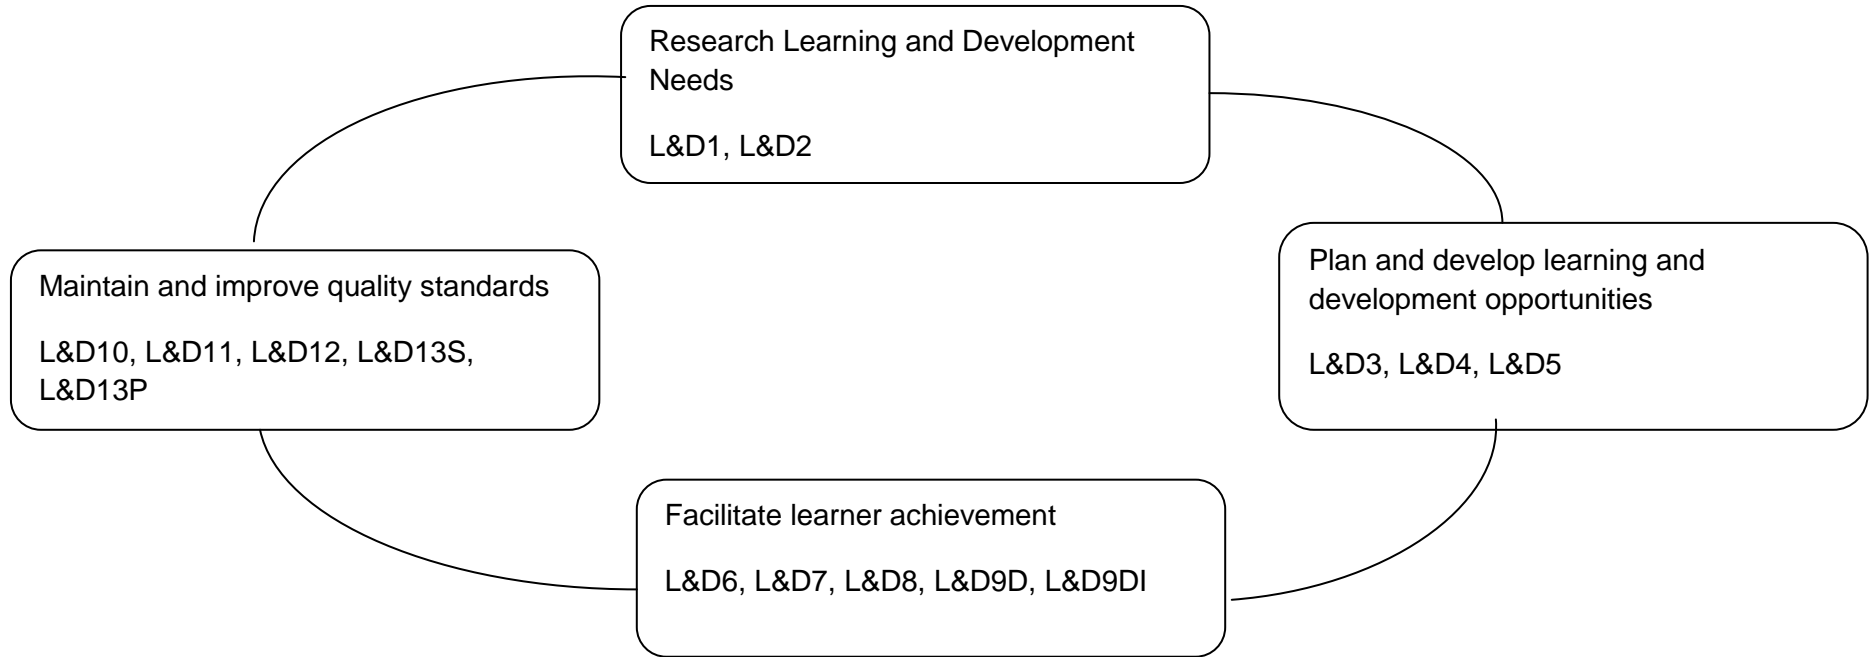 Research Learning and Development
Needs
L&D1, L&D2
Plan and develop learning and
development opportunities
L&D3, L&D4, L&D5
Facilitate learner achievement
L&D6, L&D7, L&D8, L&D9D, L&D9DI
Maintain and improve quality standards
L&D10, L&D11, L&D12, L&D13S,
L&D13P